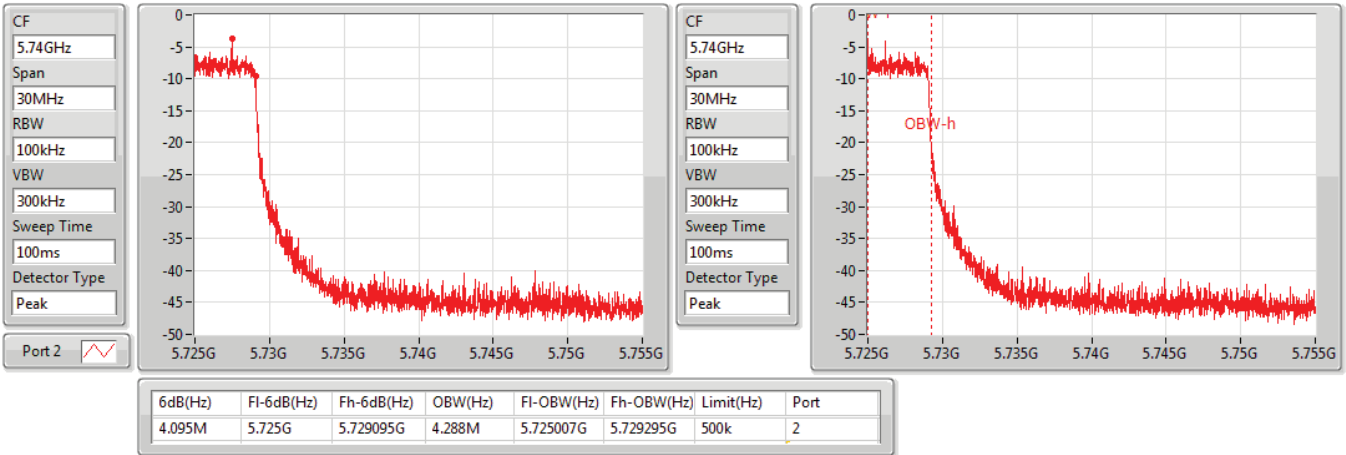 CF
5.74GHz
Span
30MHz
RBW
100kHz
VBW
300kHz
Sweep Time
100ms
Detector Type
Peak
Port 2
0
-5
-10
-15
-20
-25
-30
-35
-40
-45
-50
5.725G 5.73G 5.735G 5.74G 5.745G 5.75G 5.755G
CF
5.74GHz
Span
30MHz
RBW
100kHz
VBW
300kHz
Sweep Time
100ms
Detector Type
Peak
0
-5
-10
-15
-20
-25
-30
-35
-40
-45
-50
OBW-h
5.725G 5.73G 5.735G 5.74G 5.745G 5.75G 5.755G
6dB(Hz) Fl-6dB(Hz) Fh-6dB(Hz) OBW(Hz) Fl-OBW(Hz) Fh-OBW(Hz) Limit(Hz) Port
4.095M 5.725G 5.729095G 4.288M 5.725007G 5.729295G 500k 2